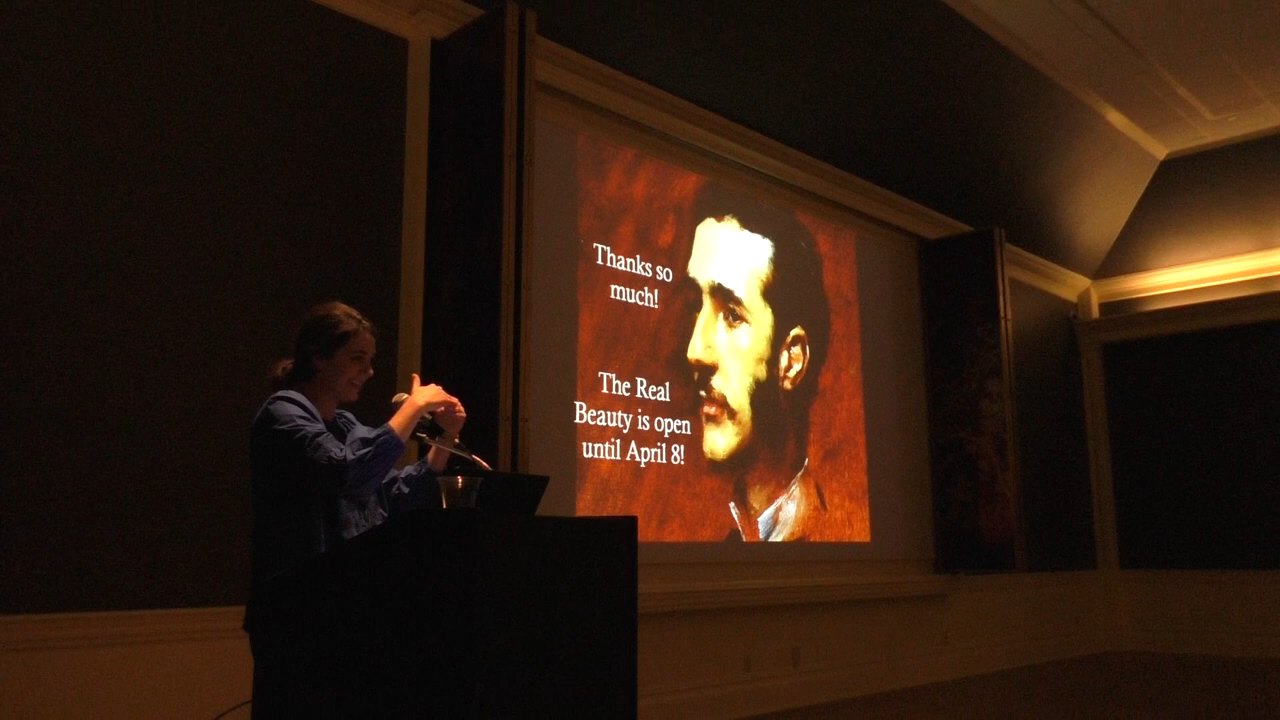 Thanks so
much!
The Real
Beauty is open
until April 8!